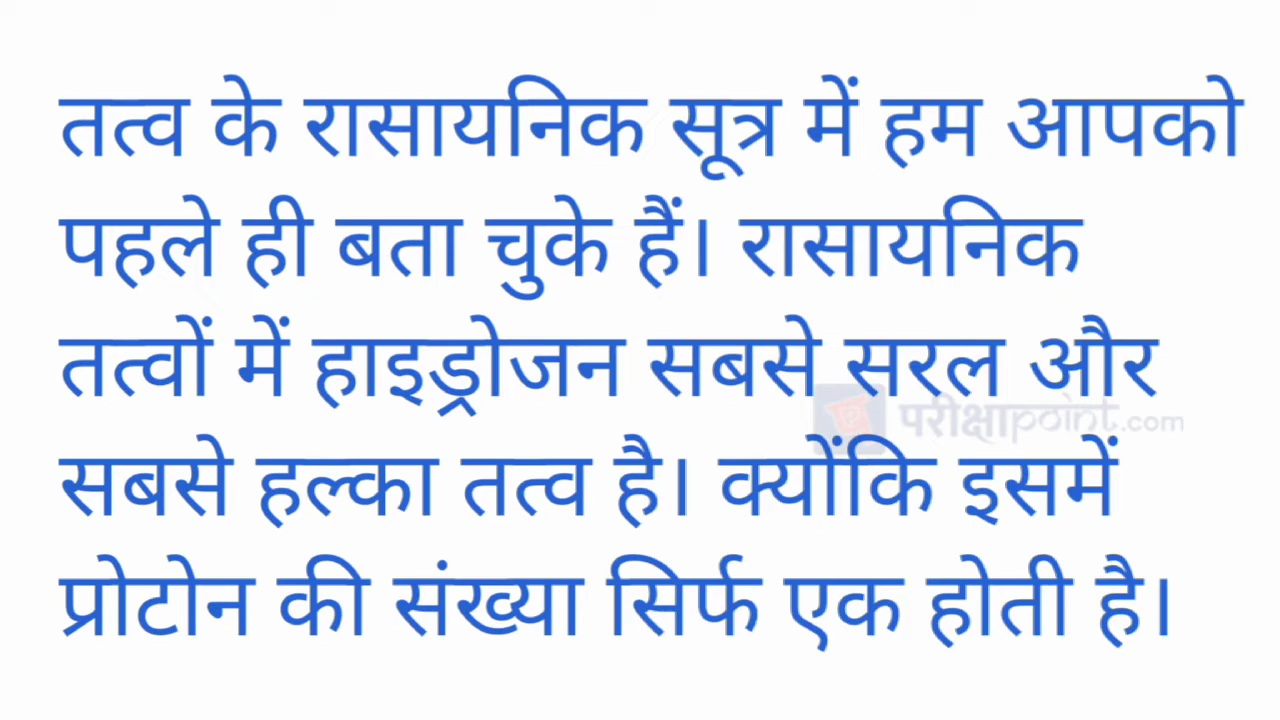 तत्व के रासायनिक सूत्र में हम आपको
पहले ही बता चुके हैं। रासायनिक
तत्वों में हाइड्रोजन सबसे सरल और
परीक्षाpoint.com
सबसे हल्का तत्व है। क्योंकि इसमें
प्रोटोन की संख्या सिर्फ एक होती है।